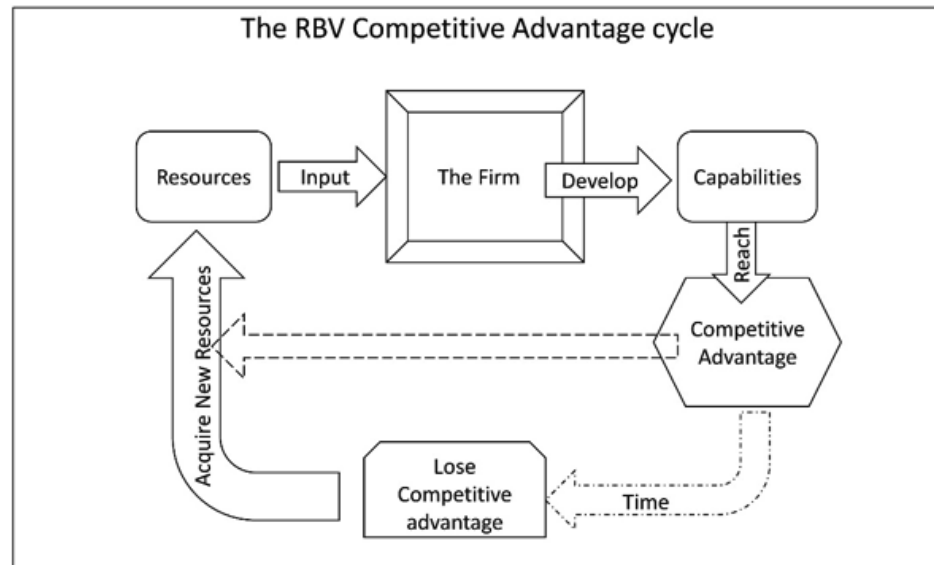 The RBV Competitive Advantage cycle
Resources
Input
The Firm
Develop
Capabilities
Reach
Competitive
Advantage
Time
Lose
Competitive
advantage
Acquire New Resources